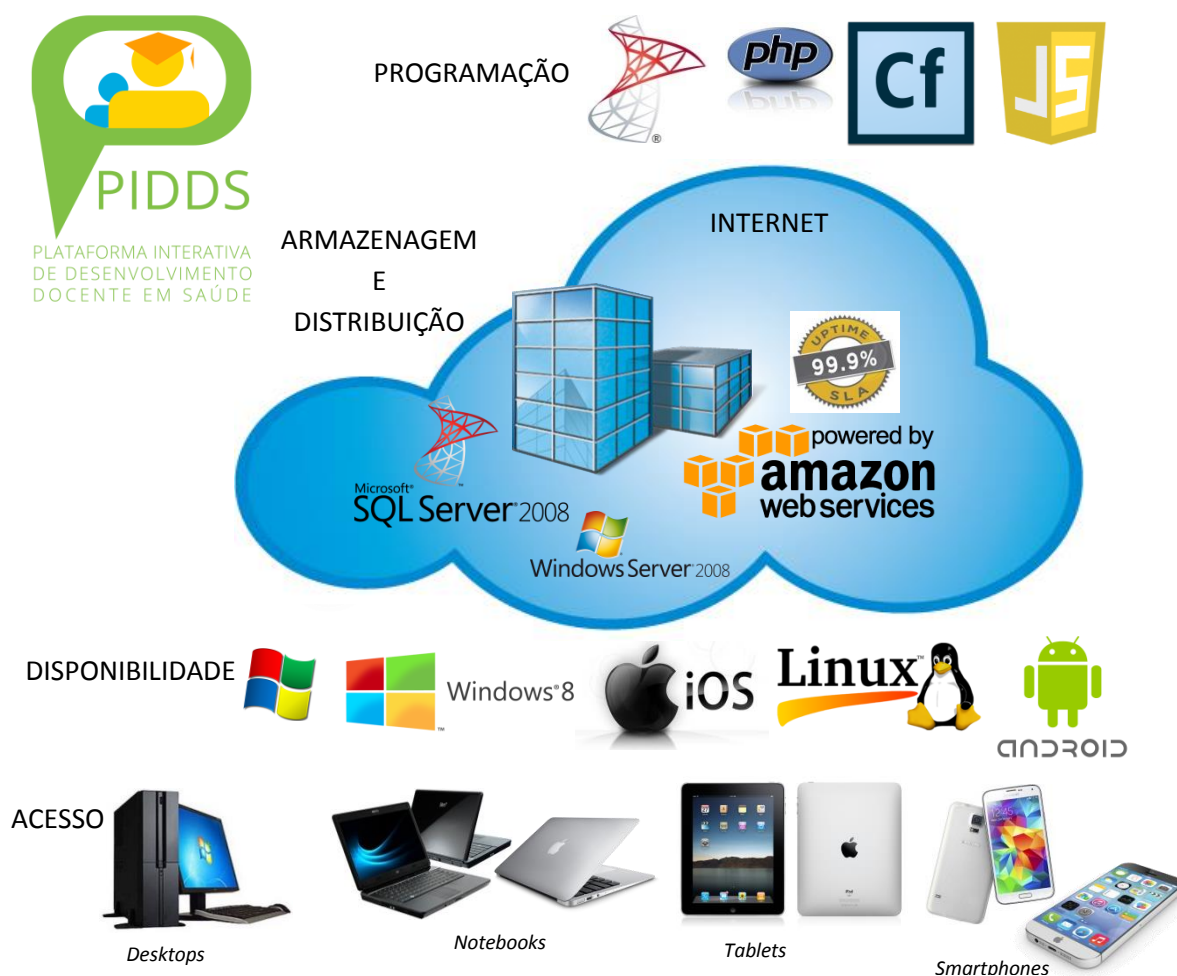 PROGRAMAÇÃO
php
Cf
JS
PIDDS
PLATAFORMA INTERATIVA
DE DESENVOLVIMENTO
DOCENTE EM SAÚDE
ARMAZENAGEM
E
DISTRIBUIÇÃO
INTERNET
UPTIME
99.9%
SLA
powered by
amazon
web services
Microsoft®
SQL Server®2008
Windows Server®2008
DISPONIBILIDADE
Windows®8
iOS
Linux™
ANDROID
ACESSO
Desktops
Notebooks
Tablets
Smartphones